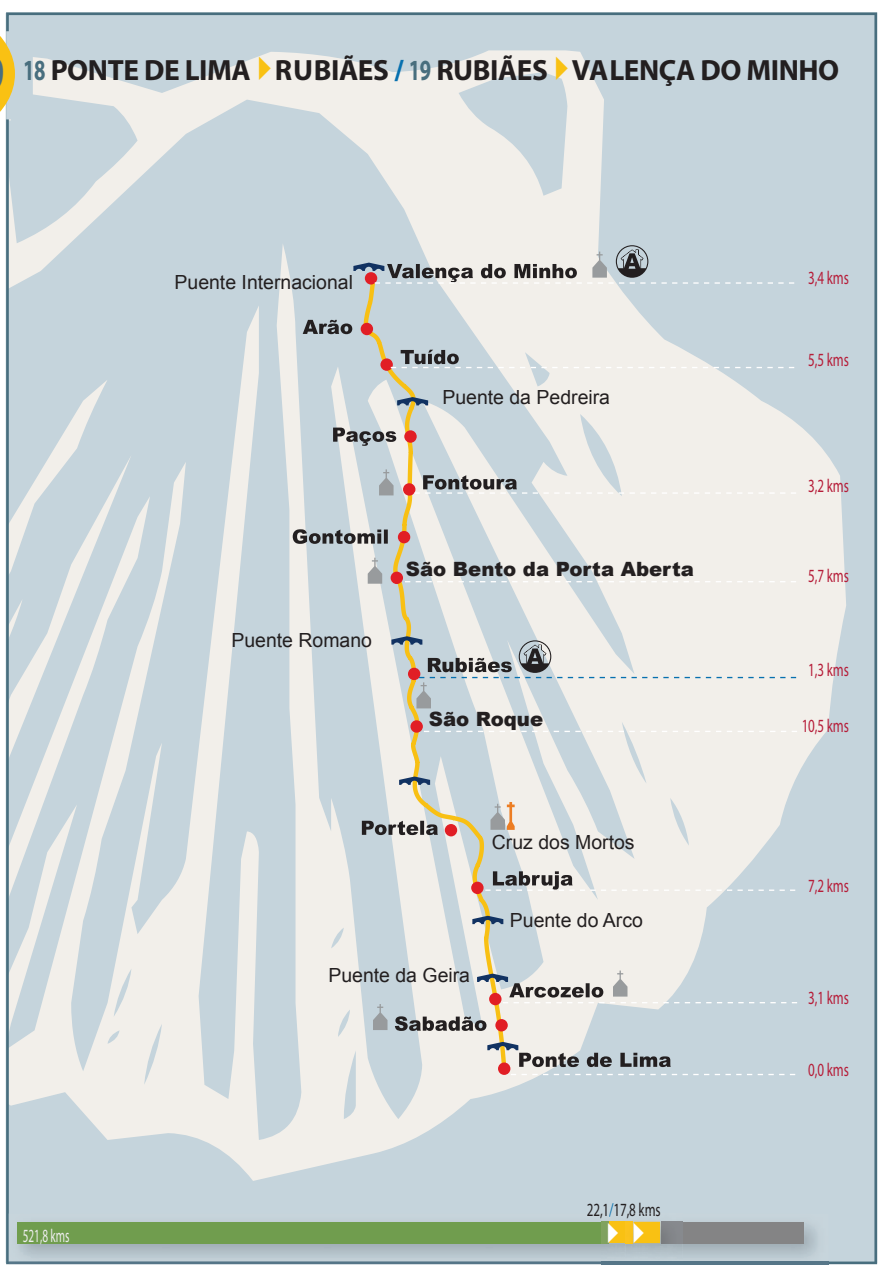 18 PONTE DE LIMA RUBIÃES / 19 RUBIÃES VALENÇA DO MINHO
Valença do Minho A
Puente Internacional 3,4 kms
Arão
Tuído 5,5 kms
Puente da Pedreira
Paços
Fontoura 3,2 kms
Gontomil
São Bento da Porta Aberta 5,7 kms
Puente Romano
Rubiães A 1,3 kms
São Roque 10,5 kms
Portela
Cruz dos Mortos
Labruja 7,2 kms
Puente do Arco
Puente da Geira
Arcozelo 3,1 kms
Sabadão
Ponte de Lima 0,0 kms
22,1/17,8 kms
521,8 kms